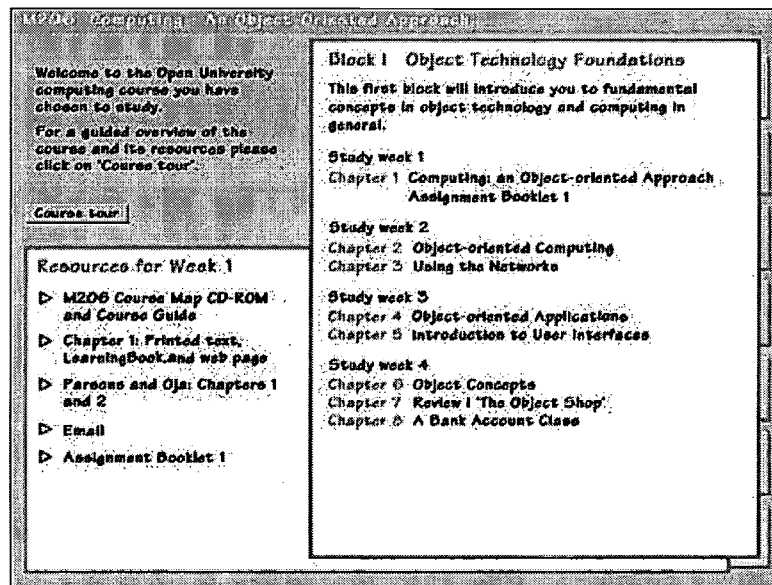 M206 Computing : An Object Oriented Approach
Welcome to the Open University
computing course you have
chosen to study.
For a guided overview of the
course and its resources please
click on 'Course tour'.
Course tour
Resources for Week 1
▷ M206 Course Map CD-ROM
and Course Guide
▷ Chapter 1: Printed text,
LearningBook and web page
▷ Parsons and Oja: Chapters 1
and 2
▷ Email
▷ Assignment Booklet 1
Block I Object Technology Foundations
This first block will introduce you to fundamental
concepts in object technology and computing in
general.
Study week 1
Chapter 1 Computing: an Object-oriented Approach
Assignment Booklet 1
Study week 2
Chapter 2 Object-oriented Computing
Chapter 3 Using the Networks
Study week 3
Chapter 4 Object-oriented Applications
Chapter 5 Introduction to User Interfaces
Study week 4
Chapter 6 Object Concepts
Chapter 7 Review I 'The Object Shop'
Chapter 8 A Bank Account Class